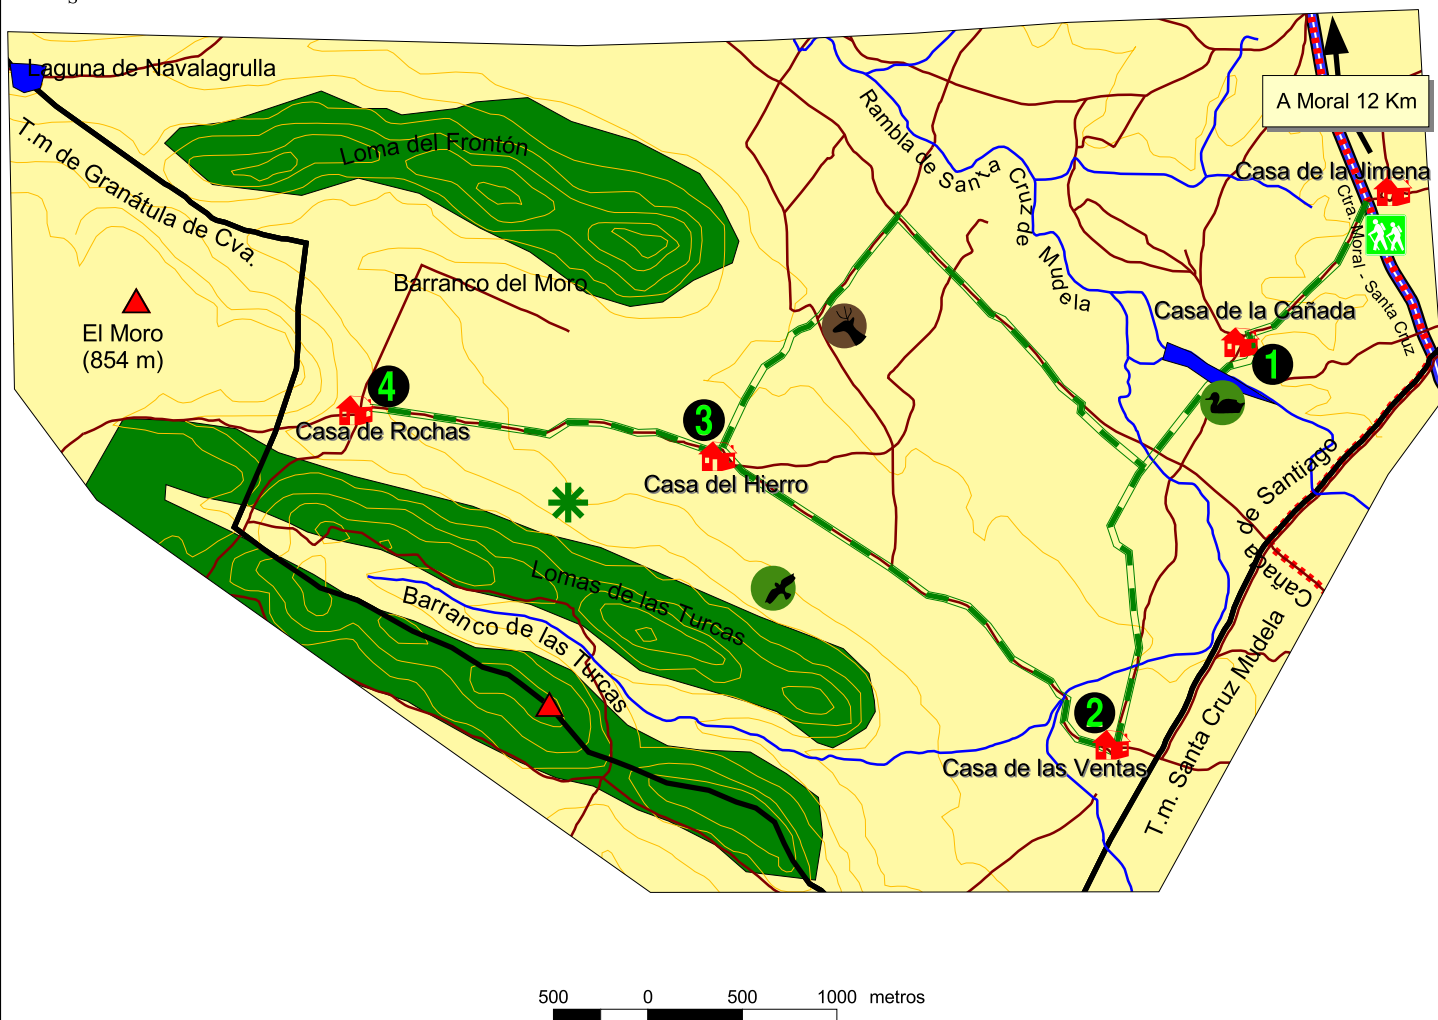 Laguna de Navalagrulla
A Moral 12 Km
T.m de Granátula de Cva.
Loma del Frontón
Rambla de Santa
Cruz de
Mudela
Casa de la Jimena
Ctra. Moral - Santa Cruz
Barranco del Moro
El Moro
(854 m)
Casa de la Cañada
1
4
Casa de Rochas
3
Casa del Hierro
Cañada de Santiago
Lomas de las Turcas
Barranco de las Turcas
2
Casa de las Ventas
T.m. Santa Cruz Mudela
500 0 500 1000 metros